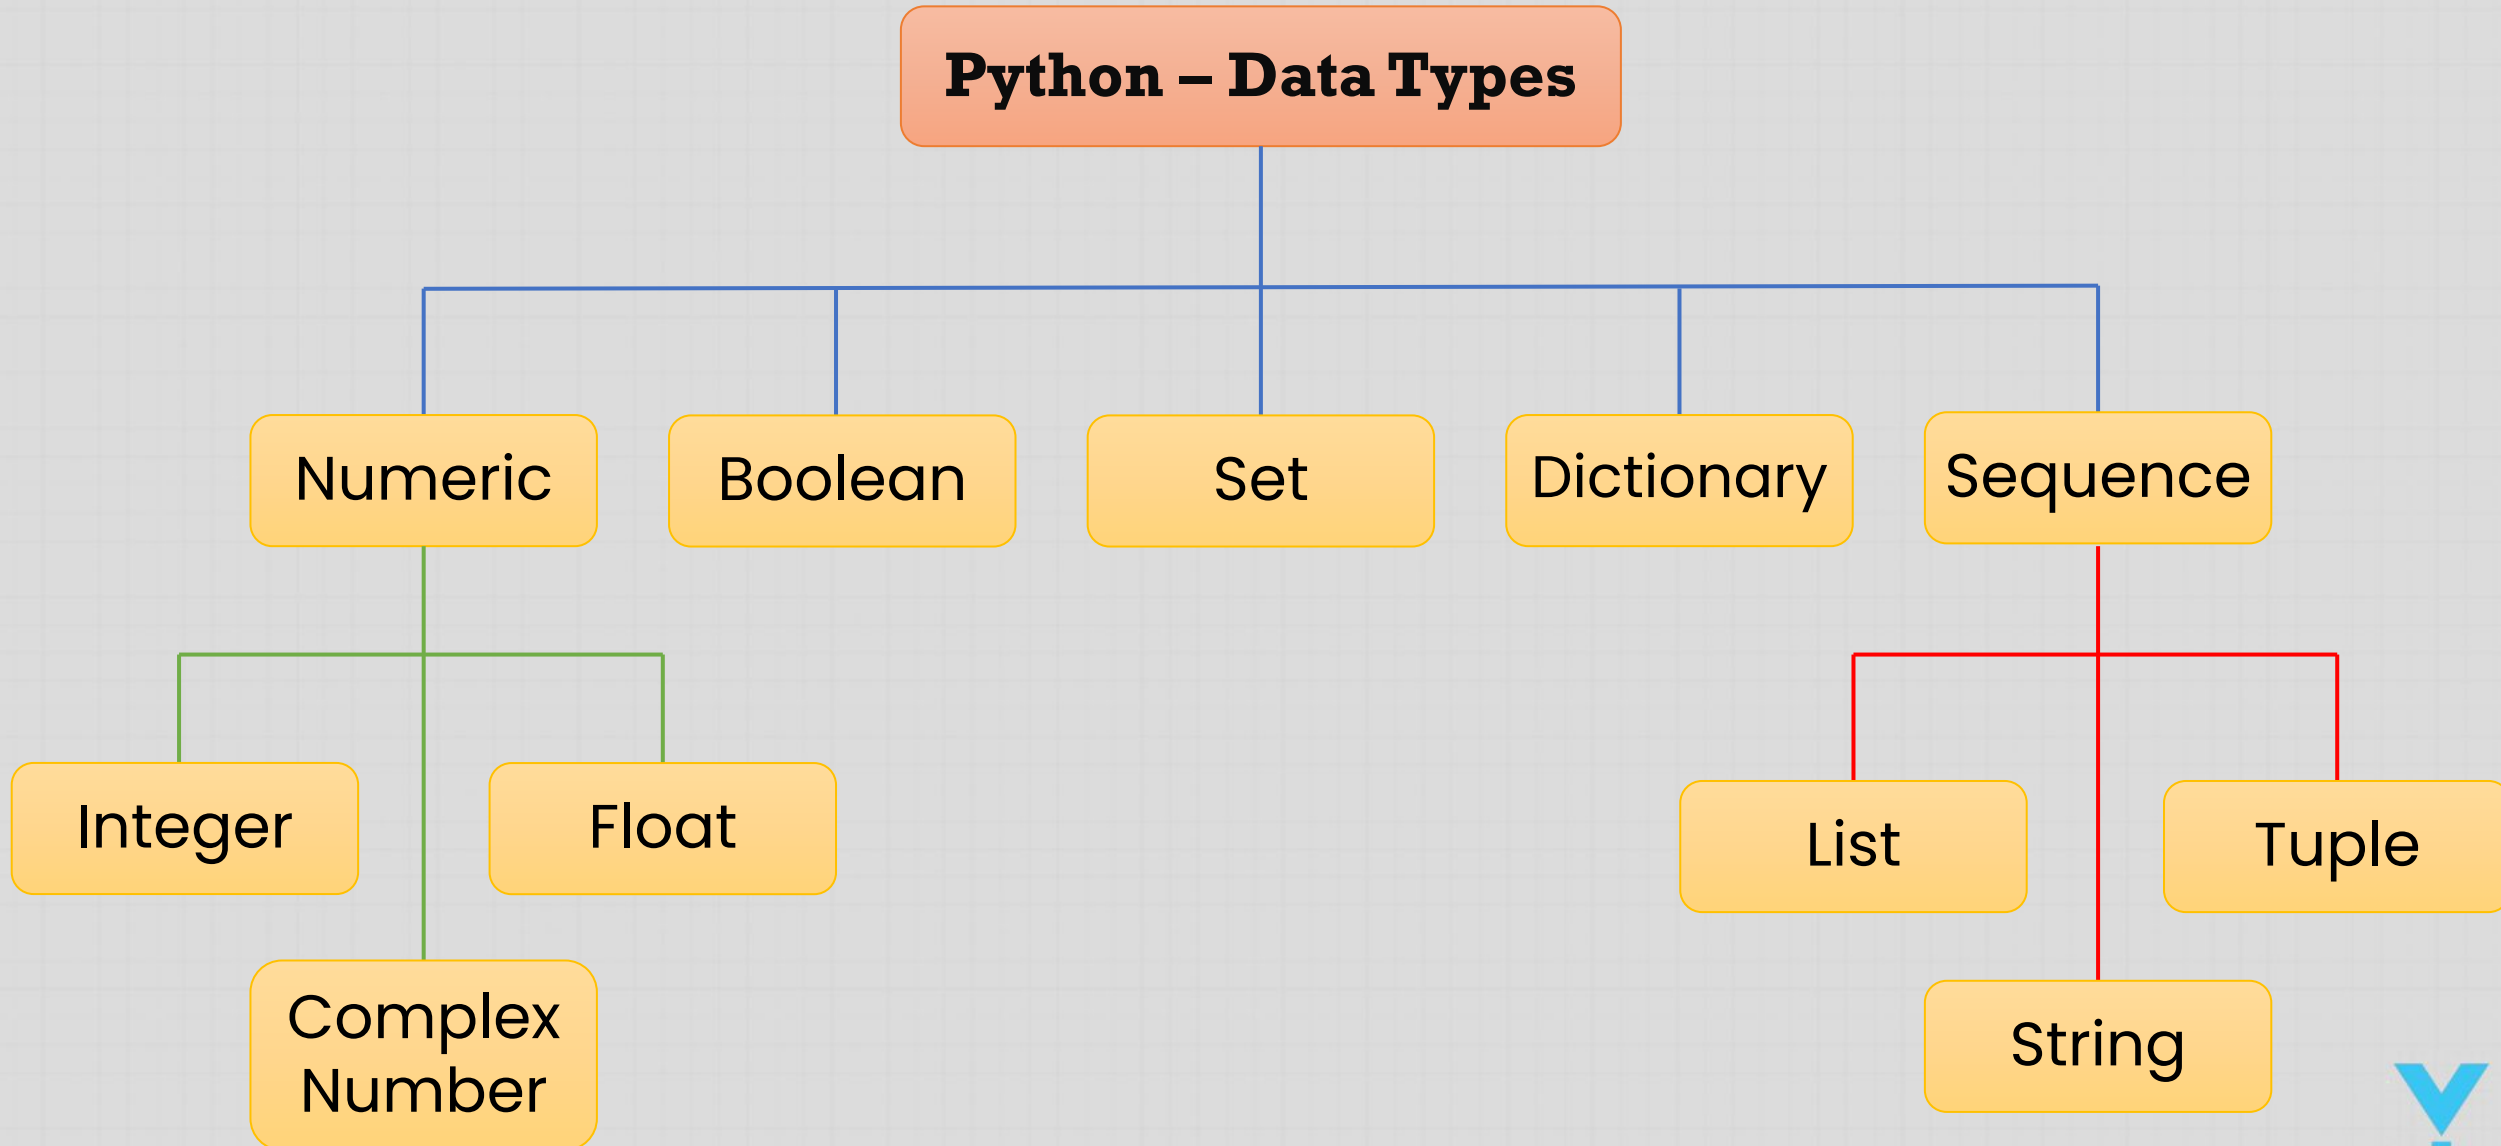 Python – Data Types
Numeric
Boolean
Set
Dictionary
Sequence
Integer
Float
List
Tuple
Complex
Number
String